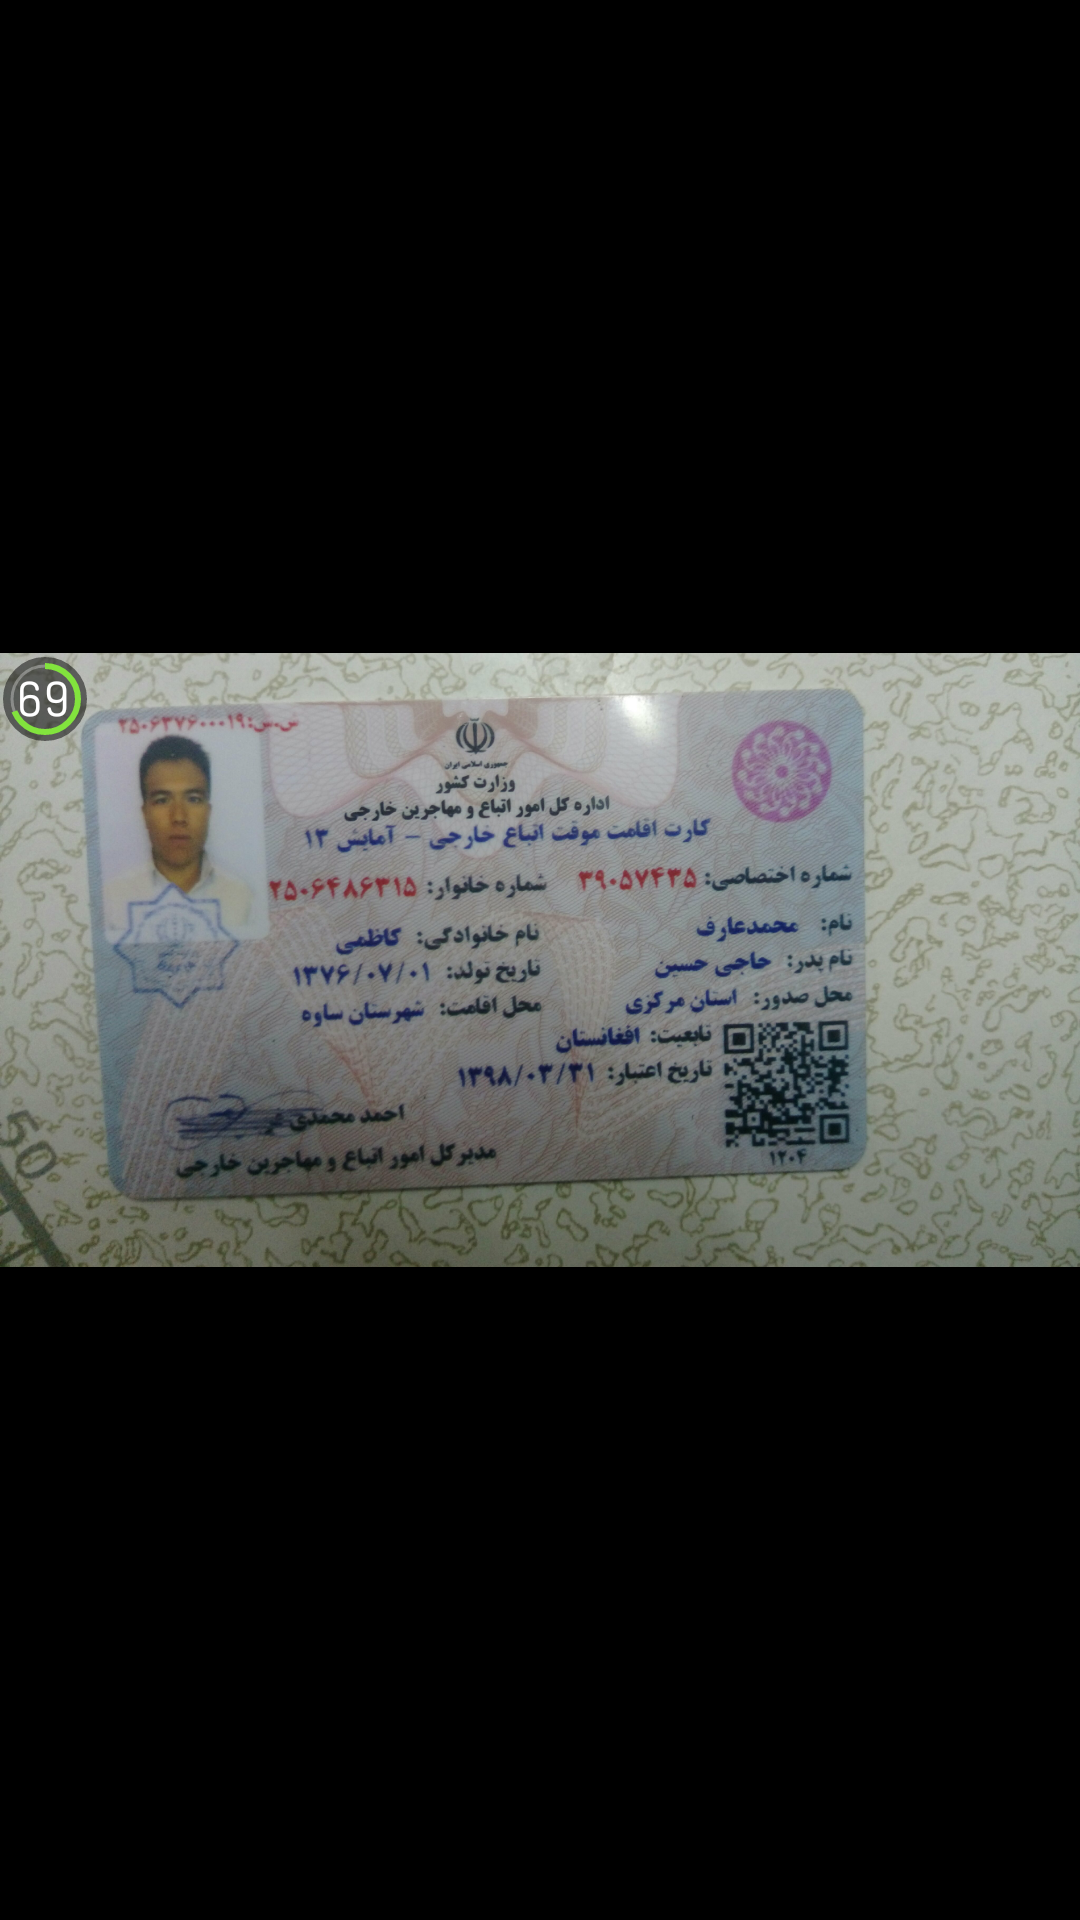 69
س.س:۲۵۰۶۳۷۶۰۰۰۱۹
جمهوری اسلامی ایران
وزارت کشور
اداره کل امور اتباع و مهاجرین خارجی
کارت اقامت موقت اتباع خارجی - آمایش ۱۳
شماره اختصاصی: ۳۹۰۵۷۴۳۵ شماره خانوار: ۲۵۰۶۴۸۶۳۱۵
نام: محمدعارف نام خانوادگی: کاظمی
نام پدر: حاجی حسین تاریخ تولد: ۱۳۷۶/۰۷/۰۱
محل صدور: استان مرکزی محل اقامت: شهرستان ساوه
تابعیت: افغانستان
تاریخ اعتبار: ۱۳۹۸/۰۳/۳۱
احمد محمدی
مدیرکل امور اتباع و مهاجرین خارجی
۱۲۰۴
50